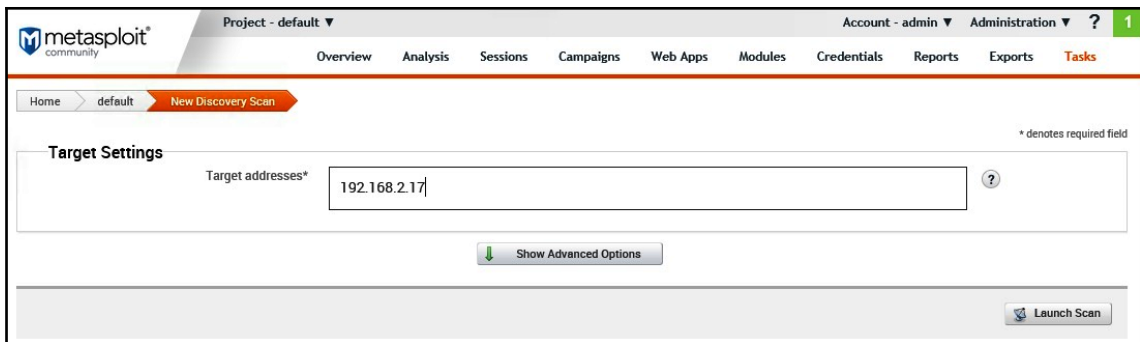 metasploit®
community
Project - default ▼
Account - admin ▼ Administration ▼ ? 1
Overview Analysis Sessions Campaigns Web Apps Modules Credentials Reports Exports Tasks
Home default New Discovery Scan
* denotes required field
Target Settings
Target addresses* 192.168.2.17 ?
Show Advanced Options
Launch Scan